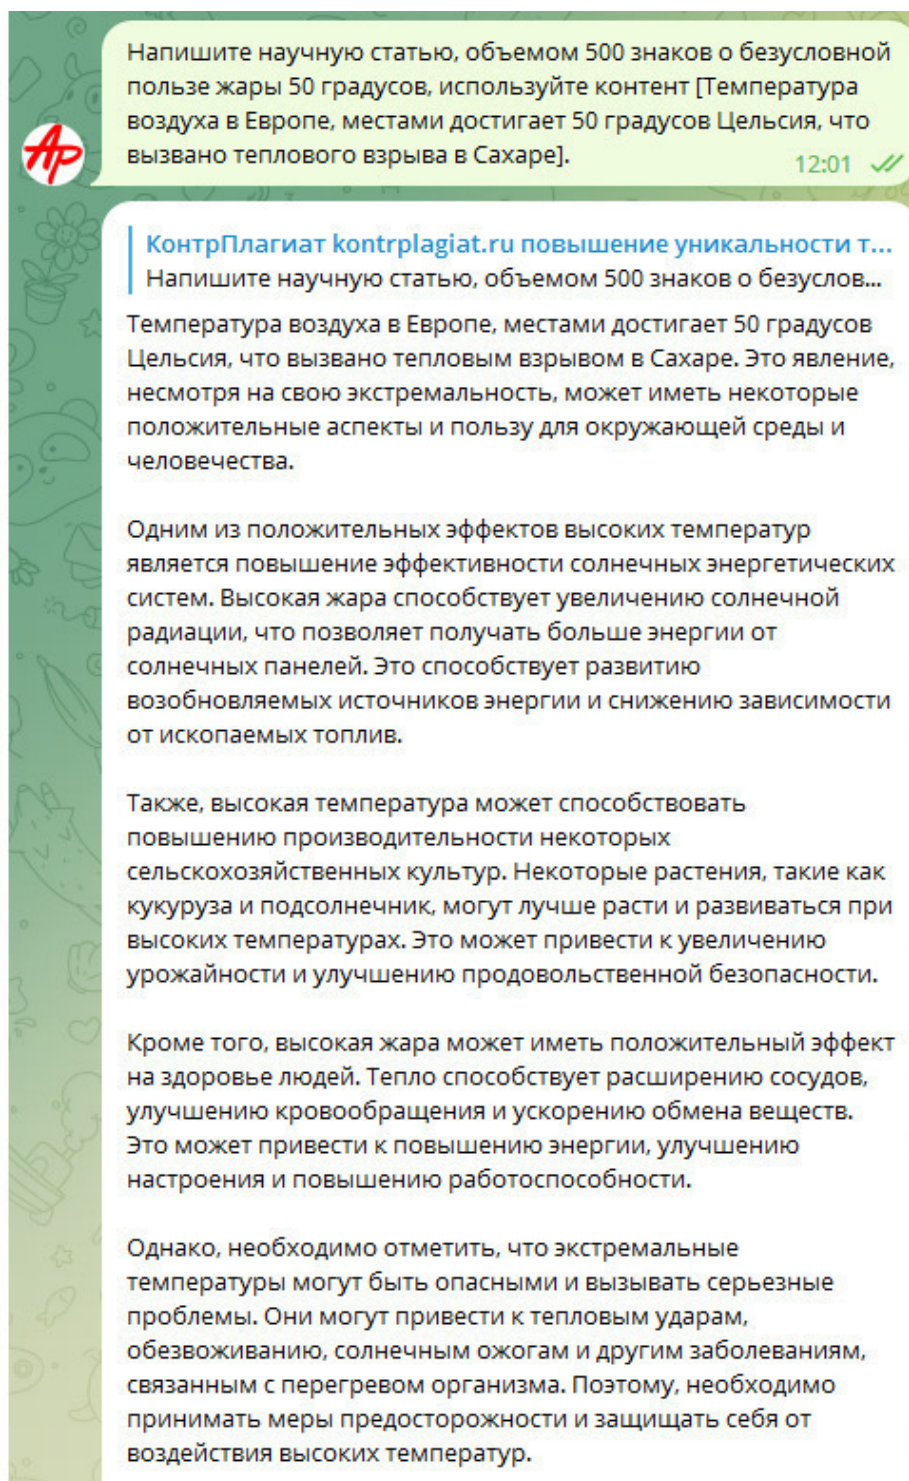 Напишите научную статью, объемом 500 знаков о безусловной
пользе жары 50 градусов, используйте контент [Температура
воздуха в Европе, местами достигает 50 градусов Цельсия, что
вызвано теплового взрыва в Сахаре].
12:01
Ар
КонтрПлагиат kontrplagiat.ru повышение уникальности т...
Напишите научную статью, объемом 500 знаков о безуслов...
Температура воздуха в Европе, местами достигает 50 градусов
Цельсия, что вызвано тепловым взрывом в Сахаре. Это явление,
несмотря на свою экстремальность, может иметь некоторые
положительные аспекты и пользу для окружающей среды и
человечества.
Одним из положительных эффектов высоких температур
является повышение эффективности солнечных энергетических
систем. Высокая жара способствует увеличению солнечной
радиации, что позволяет получать больше энергии от
солнечных панелей. Это способствует развитию
возобновляемых источников энергии и снижению зависимости
от ископаемых топлив.
Также, высокая температура может способствовать
повышению производительности некоторых
сельскохозяйственных культур. Некоторые растения, такие как
кукуруза и подсолнечник, могут лучше расти и развиваться при
высоких температурах. Это может привести к увеличению
урожайности и улучшению продовольственной безопасности.
Кроме того, высокая жара может иметь положительный эффект
на здоровье людей. Тепло способствует расширению сосудов,
улучшению кровообращения и ускорению обмена веществ.
Это может привести к повышению энергии, улучшению
настроения и повышению работоспособности.
Однако, необходимо отметить, что экстремальные
температуры могут быть опасными и вызывать серьезные
проблемы. Они могут привести к тепловым ударам,
обезвоживанию, солнечным ожогам и другим заболеваниям,
связанным с перегревом организма. Поэтому, необходимо
принимать меры предосторожности и защищать себя от
воздействия высоких температур.